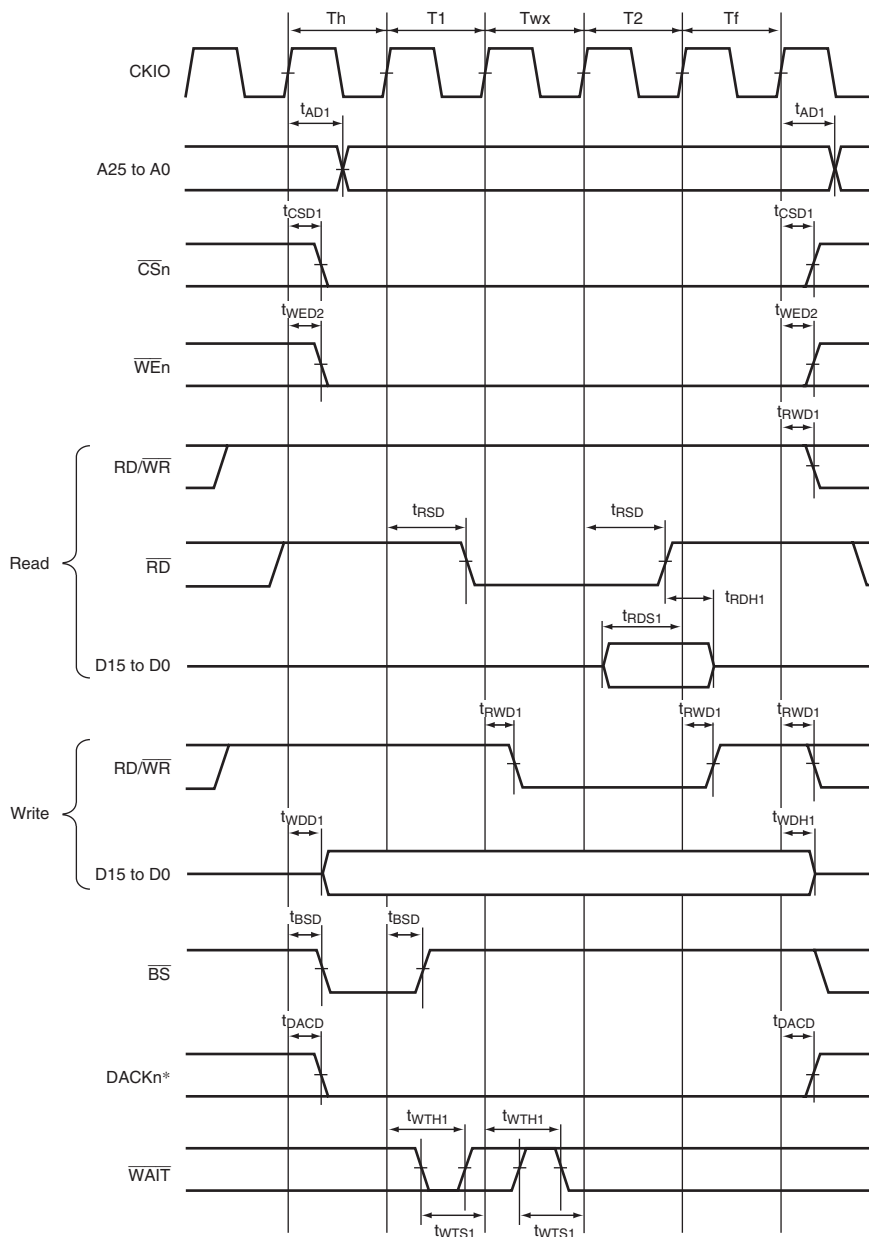 Th T1 Twx T2 Tf
CKIO
tAD1 tAD1
A25 to A0
tCSD1 tCSD1
CSn
tWED2 tWED2
WEn
tRWD1
RD/WR
tRSD tRSD
Read
RD
tRDH1
tRDS1
D15 to D0
tRWD1 tRWD1 tRWD1
RD/WR
Write
tWDD1 tWDH1
D15 to D0
tBSD tBSD
BS
tDACD tDACD
DACKn*
tWTH1 tWTH1
WAIT
tWTS1 tWTS1